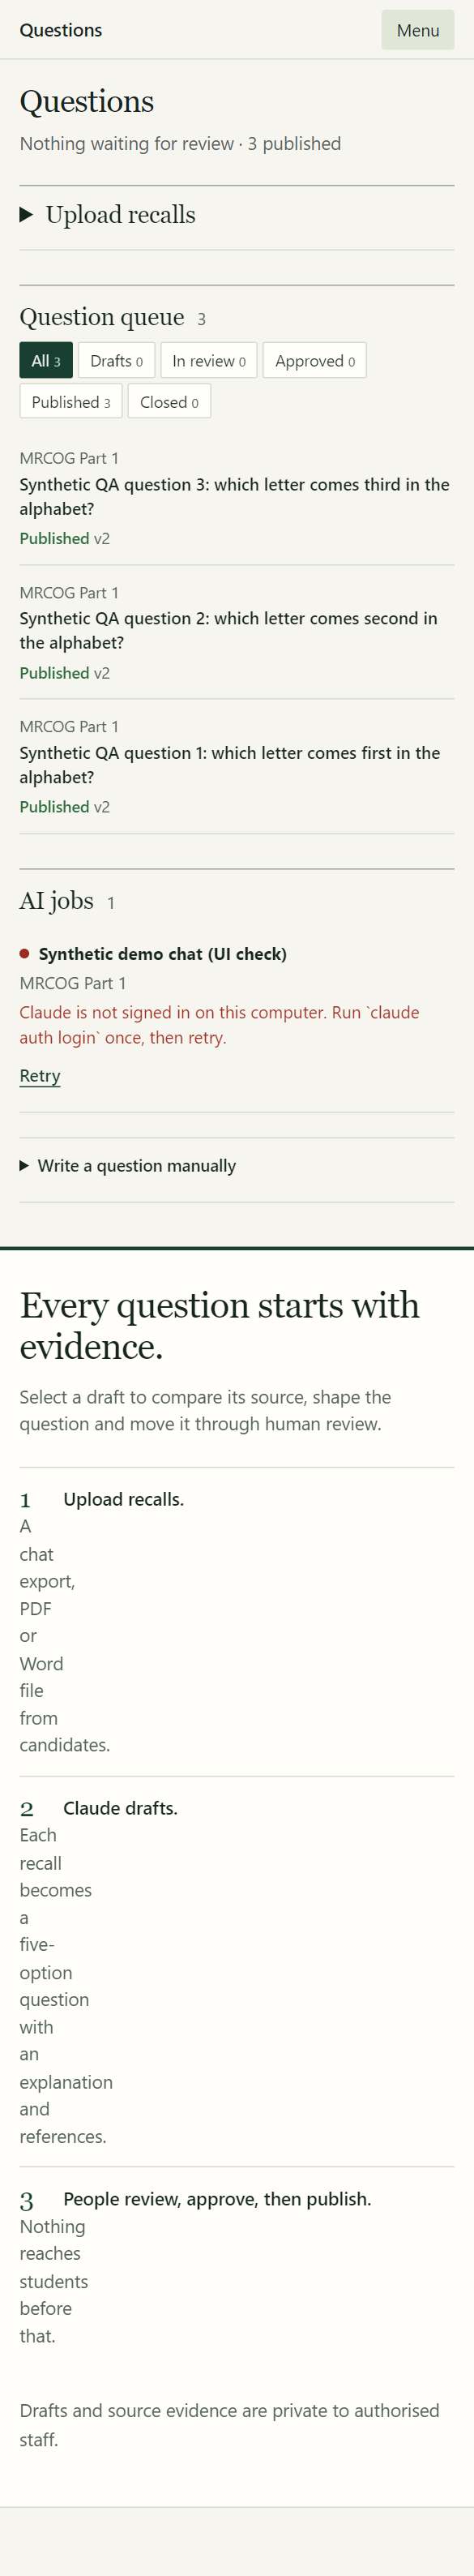 Questions
Menu
Questions
Nothing waiting for review · 3 published
Upload recalls
Question queue 3
All 3
Drafts 0
In review 0
Approved 0
Published 3
Closed 0
MRCOG Part 1
Synthetic QA question 3: which letter comes third in the
alphabet?
Published v2
MRCOG Part 1
Synthetic QA question 2: which letter comes second in
the alphabet?
Published v2
MRCOG Part 1
Synthetic QA question 1: which letter comes first in the
alphabet?
Published v2
AI jobs 1
Synthetic demo chat (UI check)
MRCOG Part 1
Claude is not signed in on this computer. Run `claude
auth login` once, then retry.
Retry
Write a question manually
Every question starts with
evidence.
Select a draft to compare its source, shape the
question and move it through human review.
1 Upload recalls.
A
chat
export,
PDF
or
Word
file
from
candidates.
2 Claude drafts.
Each
recall
becomes
a
five-
option
question
with
an
explanation
and
references.
3 People review, approve, then publish.
Nothing
reaches
students
before
that.
Drafts and source evidence are private to authorised
staff.